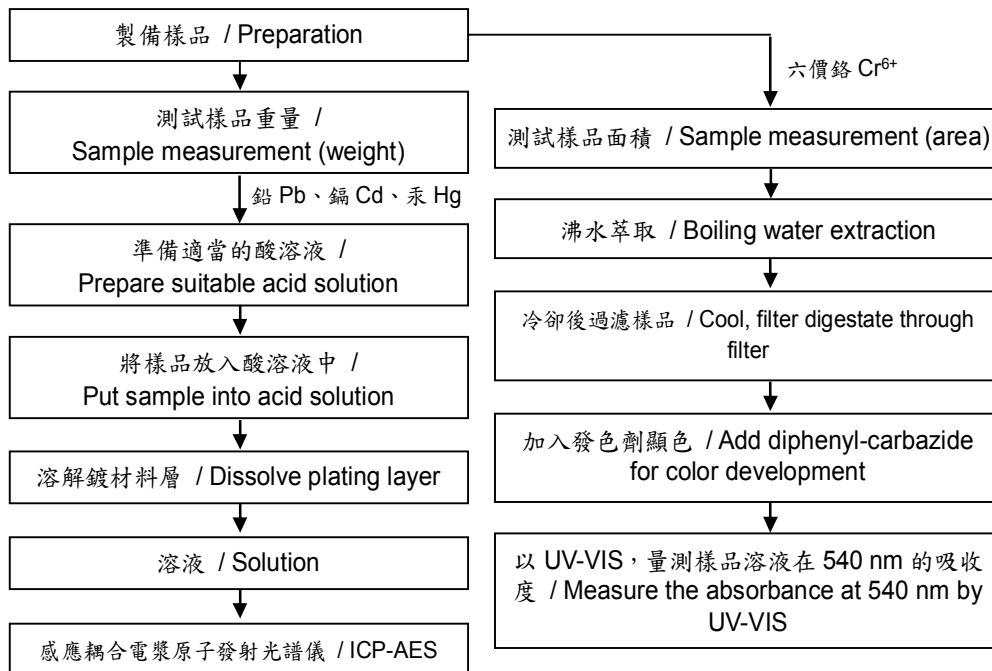 製備樣品 / Preparation
測試樣品重量 /
Sample measurement (weight)
鉛 Pb、鎘 Cd、汞 Hg
準備適當的酸溶液 /
Prepare suitable acid solution
將樣品放入酸溶液中 /
Put sample into acid solution
溶解鍍材料層 / Dissolve plating layer
溶液 / Solution
感應耦合電漿原子發射光譜儀 / ICP-AES
六價鉻 Cr⁶⁺
測試樣品面積 / Sample measurement (area)
沸水萃取 / Boiling water extraction
冷卻後過濾樣品 / Cool, filter digestate through
filter
加入發色劑顯色 / Add diphenyl-carbazide
for color development
以 UV-VIS，量測樣品溶液在 540 nm 的吸收
度 / Measure the absorbance at 540 nm by
UV-VIS